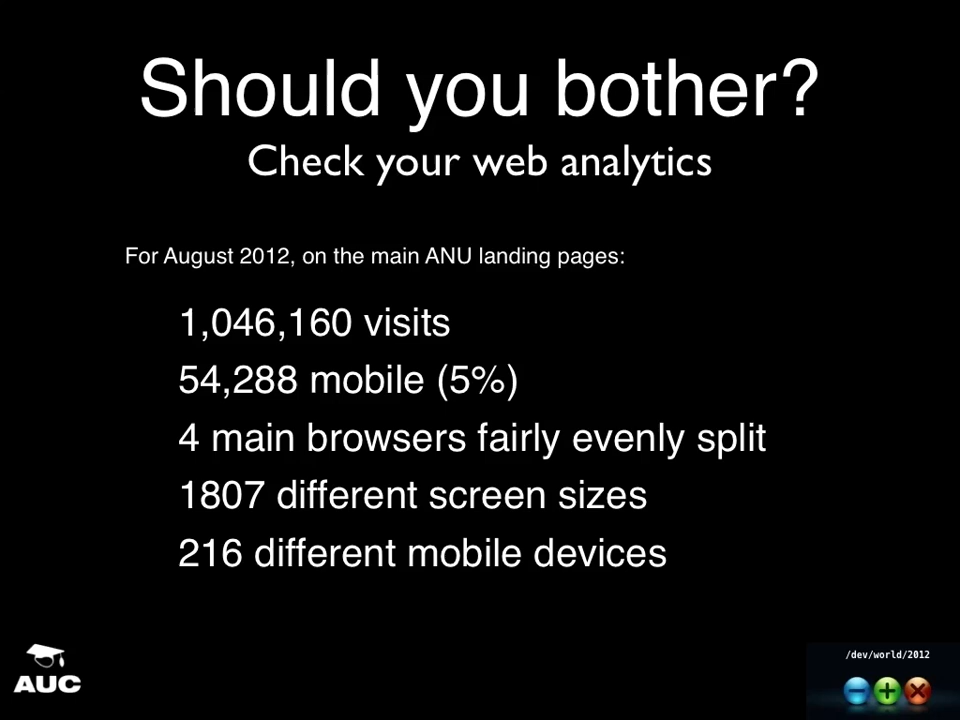 Should you bother?
Check your web analytics
For August 2012, on the main ANU landing pages:
1,046,160 visits
54,288 mobile (5%)
4 main browsers fairly evenly split
1807 different screen sizes
216 different mobile devices
AUC
/dev/world/2012